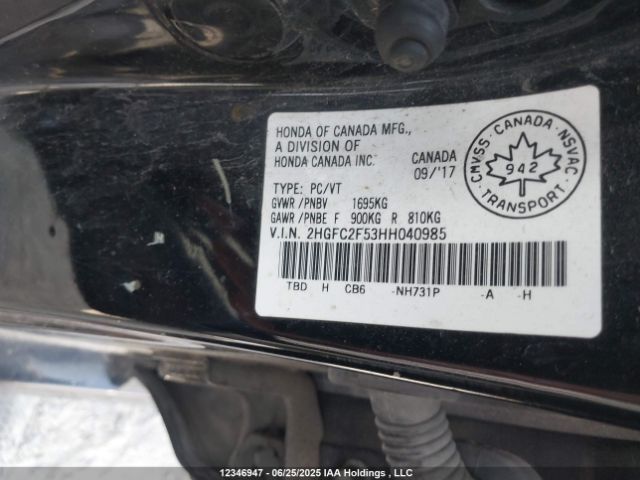 HONDA OF CANADA MFG.,
A DIVISION OF
HONDA CANADA INC.
CANADA
09/'17
TYPE: PC/VT
GVWR /PNBV 1695KG
GAWR /PNBE F 900KG R 810KG
V.I.N. 2HGFC2F53HH040985
TBD H CB6 -NH731P -A -H
CMVSS · CANADA · NSVAC
942
TRANSPORT
12346947 - 06/25/2025 IAA Holdings , LLC